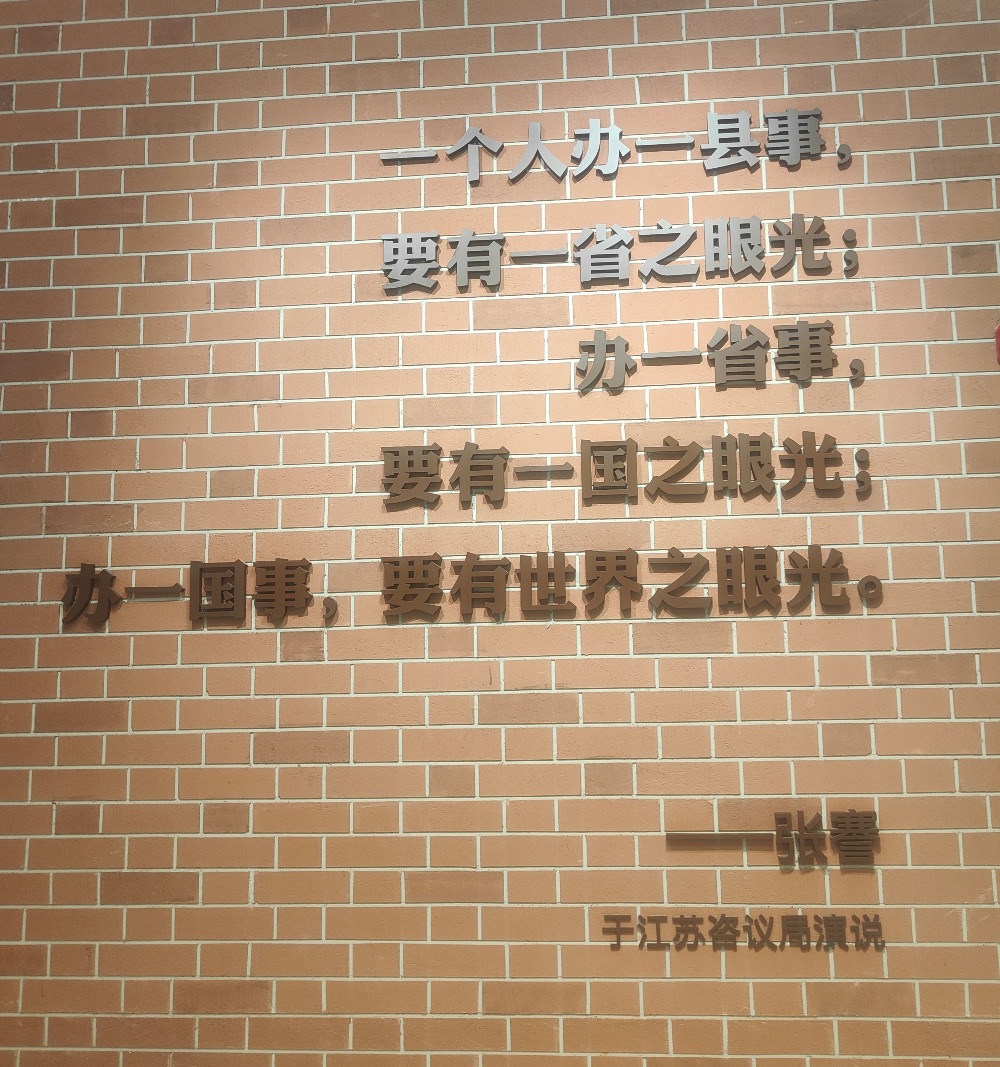 一个人办一县事，
要有一省之眼光；
办一省事，
要有一国之眼光；
办一国事，要有世界之眼光。
——张謇
于江苏咨议局演说